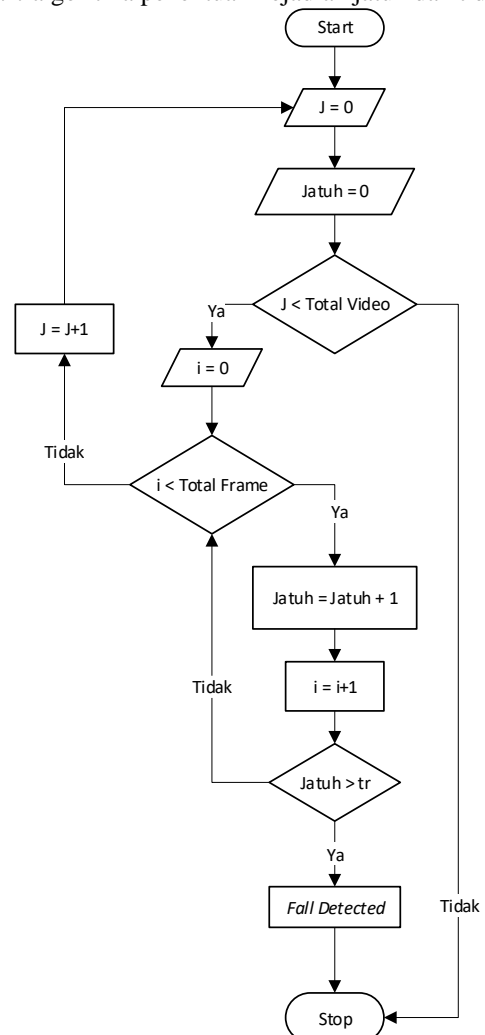 Start
J = 0
Jatuh = 0
J < Total Video
Ya
J = J+1
i = 0
Tidak
i < Total Frame
Ya
Jatuh = Jatuh + 1
Tidak
i = i+1
Jatuh > tr
Ya
Fall Detected
Tidak
Stop